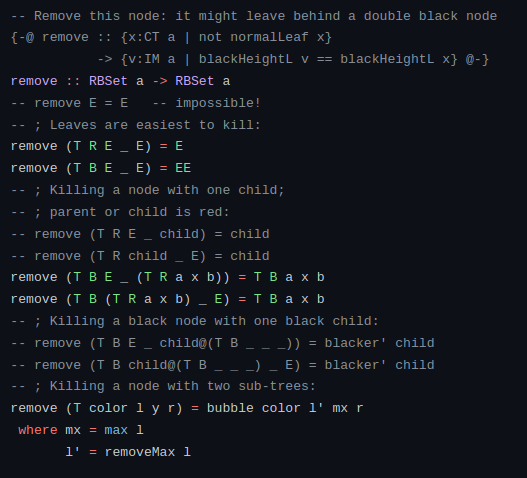 -- Remove this node: it might leave behind a double black node
{-@ remove :: {x:CT a | not normalLeaf x}
           -> {v:IM a | blackHeightL v == blackHeightL x} @-}
remove :: RBSet a -> RBSet a
-- remove E = E   -- impossible!
-- ; Leaves are easiest to kill:
remove (T R E _ E) = E
remove (T B E _ E) = EE
-- ; Killing a node with one child;
-- ; parent or child is red:
-- remove (T R E _ child) = child
-- remove (T R child _ E) = child
remove (T B E _ (T R a x b)) = T B a x b
remove (T B (T R a x b) _ E) = T B a x b
-- ; Killing a black node with one black child:
-- remove (T B E _ child@(T B _ _ _)) = blacker' child
-- remove (T B child@(T B _ _ _) _ E) = blacker' child
-- ; Killing a node with two sub-trees:
remove (T color l y r) = bubble color l' mx r
 where mx = max l
       l' = removeMax l